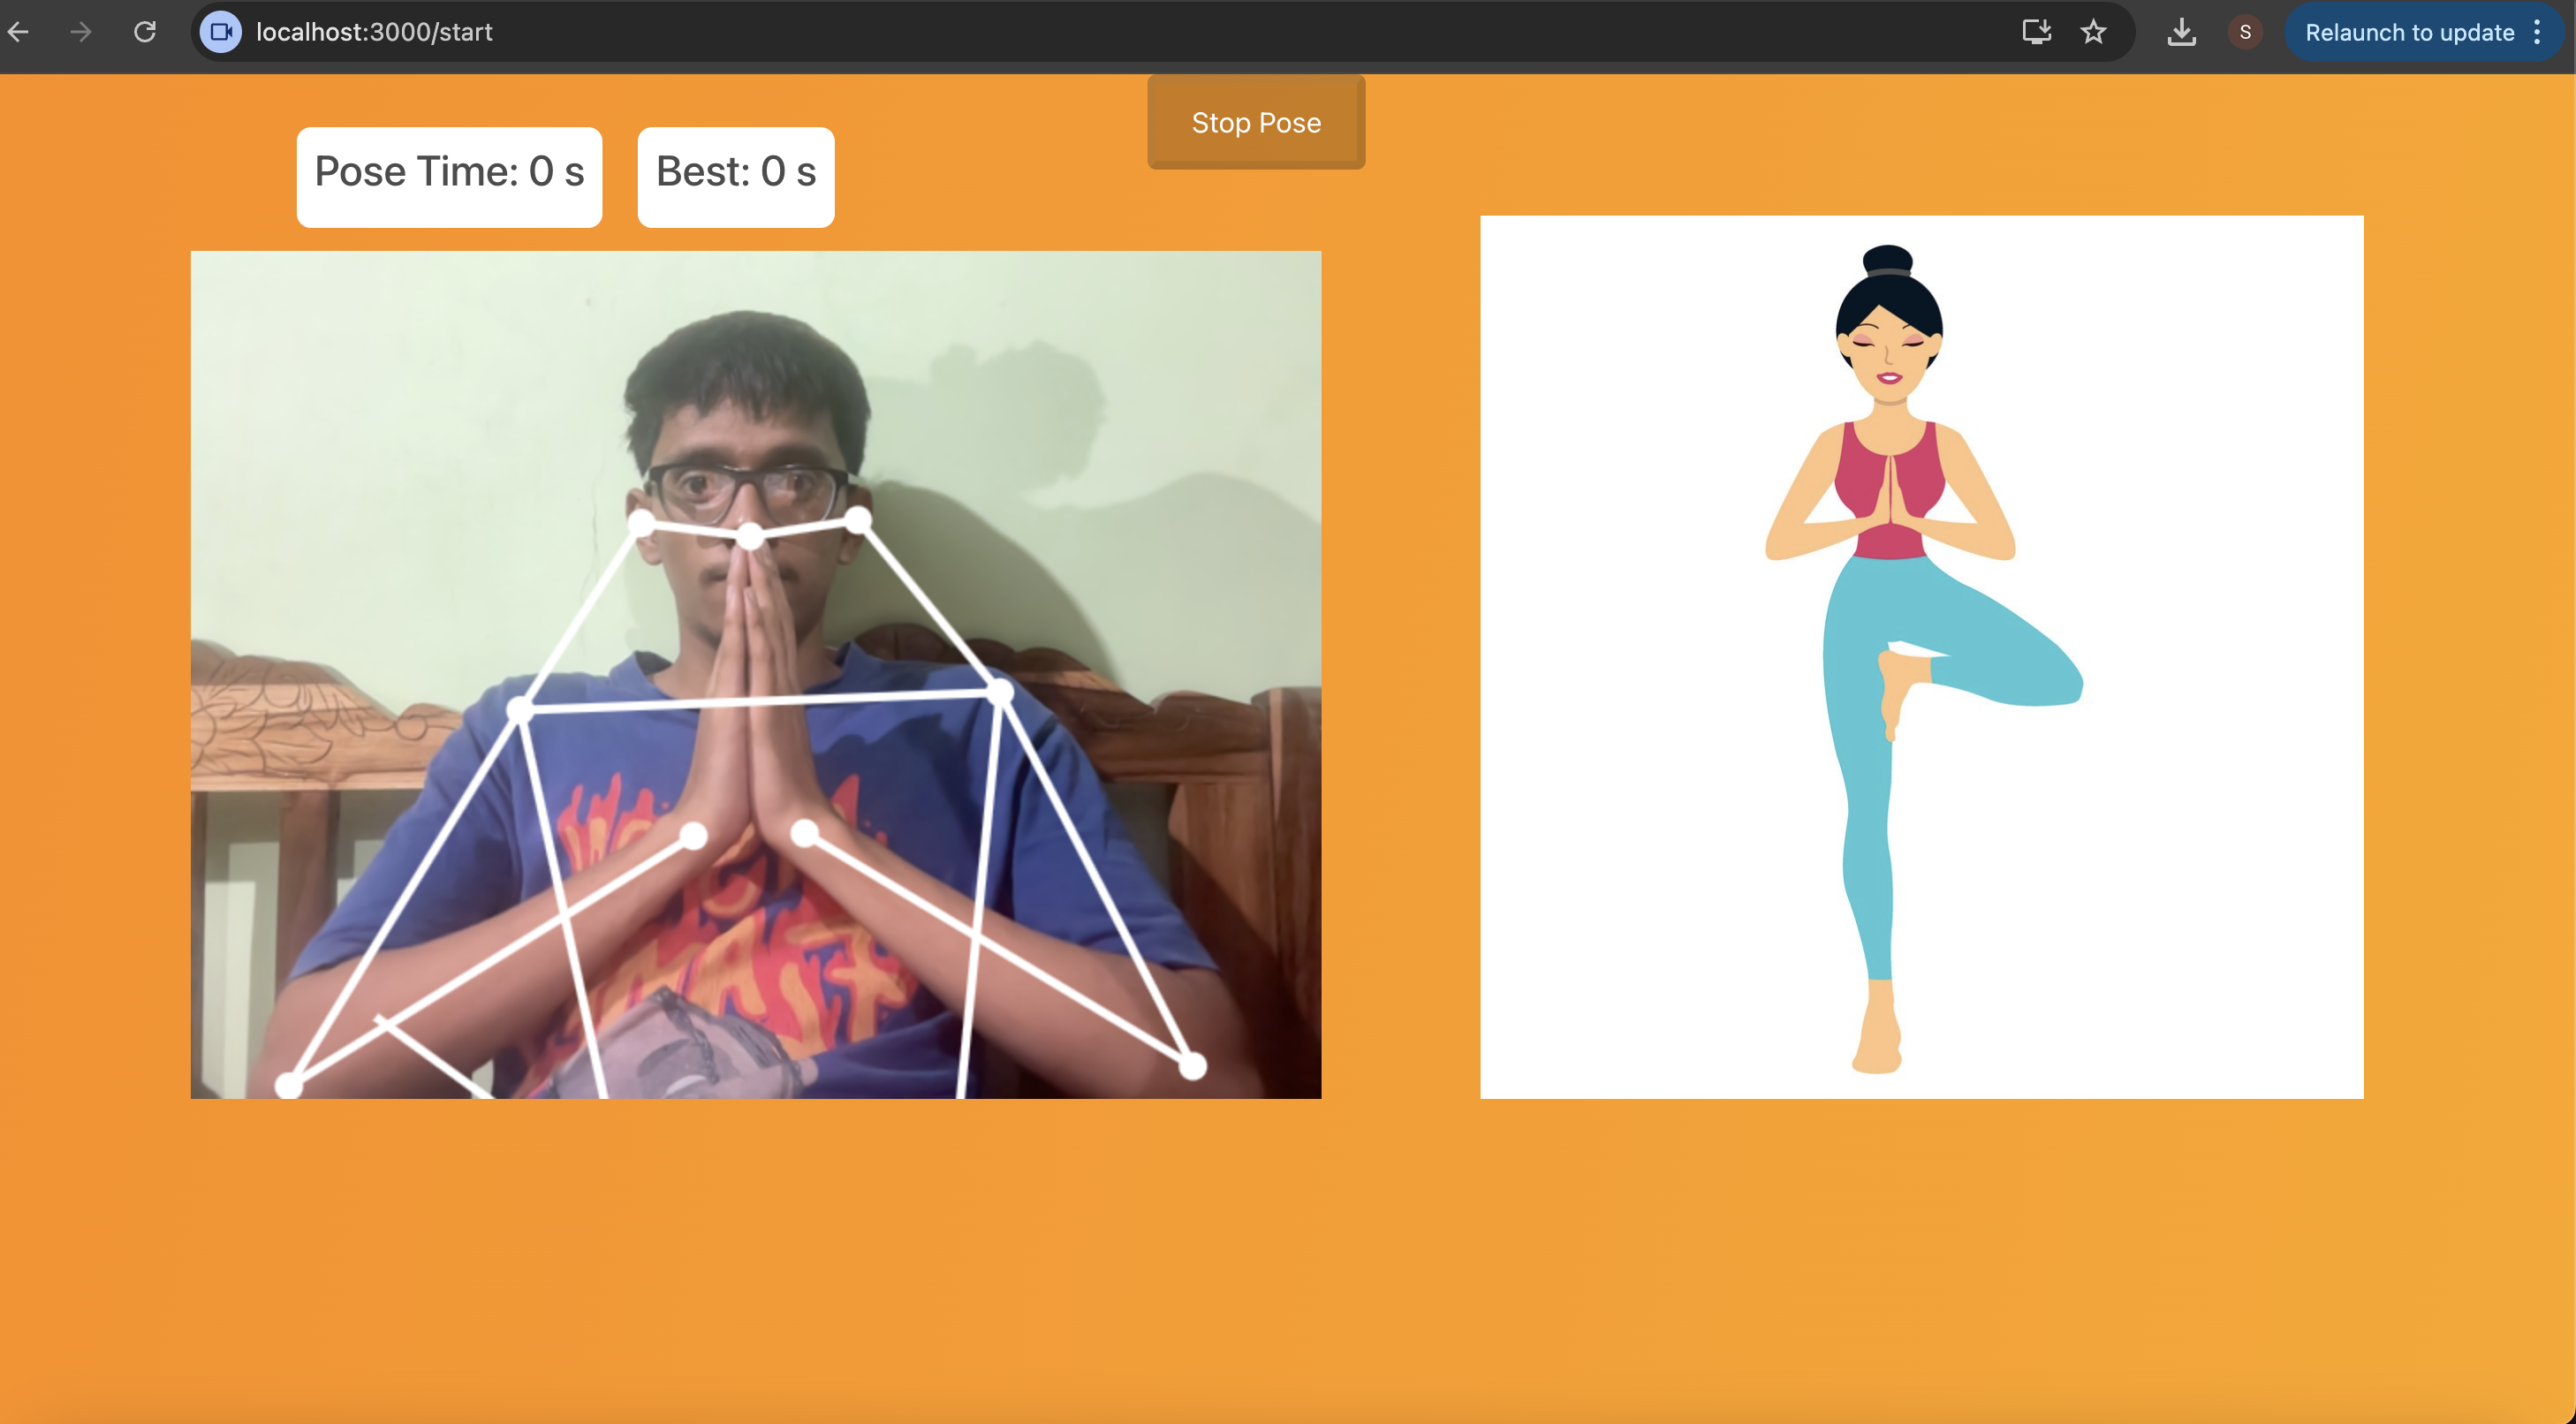 localhost:3000/start
S
Relaunch to update
Stop Pose
Pose Time: 0 s
Best: 0 s